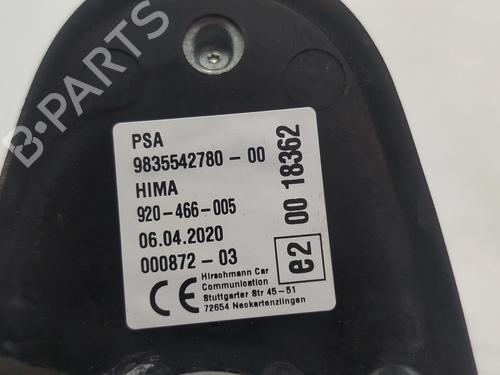 B-PARTS
PSA
9835542780-00
HIMA
920-466-005
06.04.2020
000872-03
CE
Hirschmann Car
Communication
Stuttgarter Str 45-51
72654 Neckartenzlingen
e2
00 18362